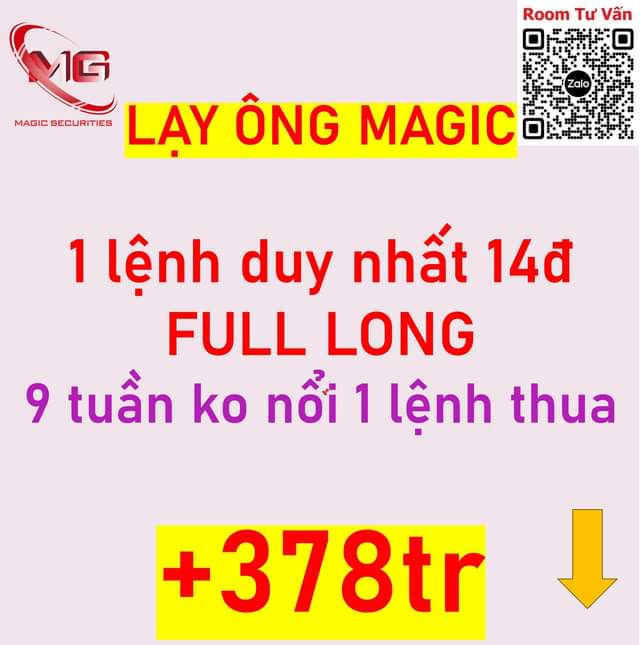 Room Tư Vấn
MG
MAGIC SECURITIES
Zalo
LẠY ÔNG MAGIC
1 lệnh duy nhất 14đ
FULL LONG
9 tuần ko nổi 1 lệnh thua
+378tr